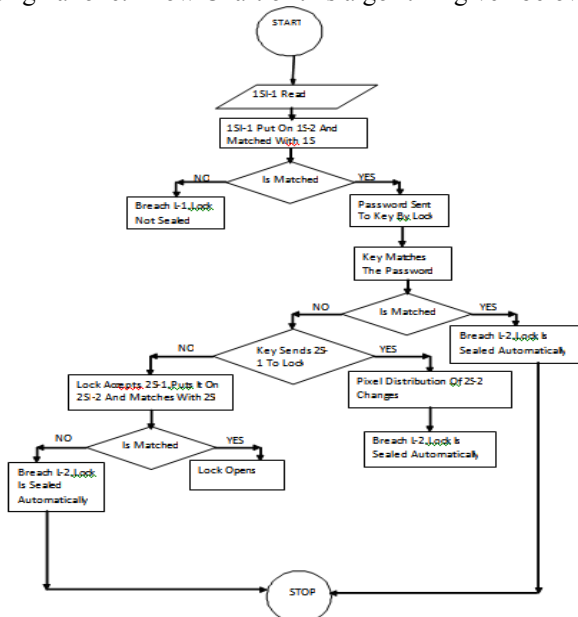 START
1SI-1 Read
1SI-1 Put On 1S-2 And
Matched With 1S
Is Matched
NO
YES
Breach L-1, Lock
Not Sealed
Password Sent
To Key By Lock
Key Matches
The Password
Is Matched
NO
YES
Breach L-2, Lock Is
Sealed Automatically
Key Sends 2S-
1 To Lock
NO
YES
Lock Accepts 2S-1, Puts It On
2SI-2 And Matches With 2S
Pixel Distribution Of 2S-2
Changes
Is Matched
NO
YES
Breach L-2, Lock Is
Sealed Automatically
Lock Opens
Breach L-2, Lock
Is Sealed
Automatically
STOP